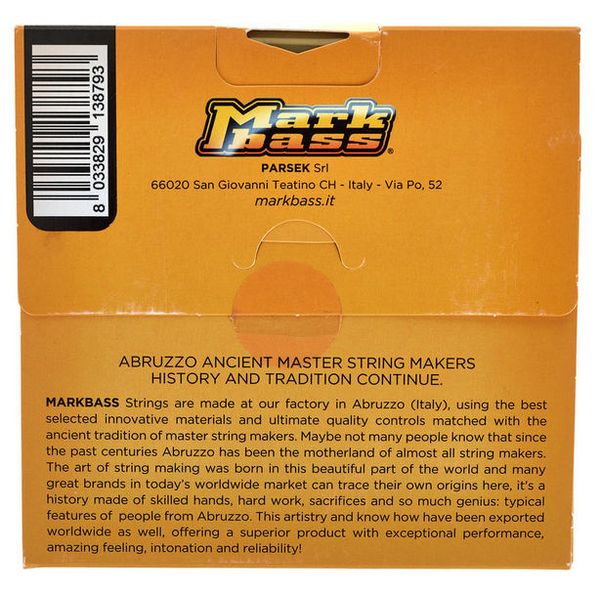 8 033829 138793
Mark
bass®
PARSEK Srl
66020 San Giovanni Teatino CH - Italy - Via Po, 52
markbass.it
ABRUZZO ANCIENT MASTER STRING MAKERS
HISTORY AND TRADITION CONTINUE.
MARKBASS Strings are made at our factory in Abruzzo (Italy), using the best
selected innovative materials and ultimate quality controls matched with the
ancient tradition of master string makers. Maybe not many people know that since
the past centuries Abruzzo has been the motherland of almost all string makers.
The art of string making was born in this beautiful part of the world and many
great brands in today's worldwide market can trace their own origins here, it's a
history made of skilled hands, hard work, sacrifices and so much genius: typical
features of people from Abruzzo. This artistry and know how have been exported
worldwide as well, offering a superior product with exceptional performance,
amazing feeling, intonation and reliability!